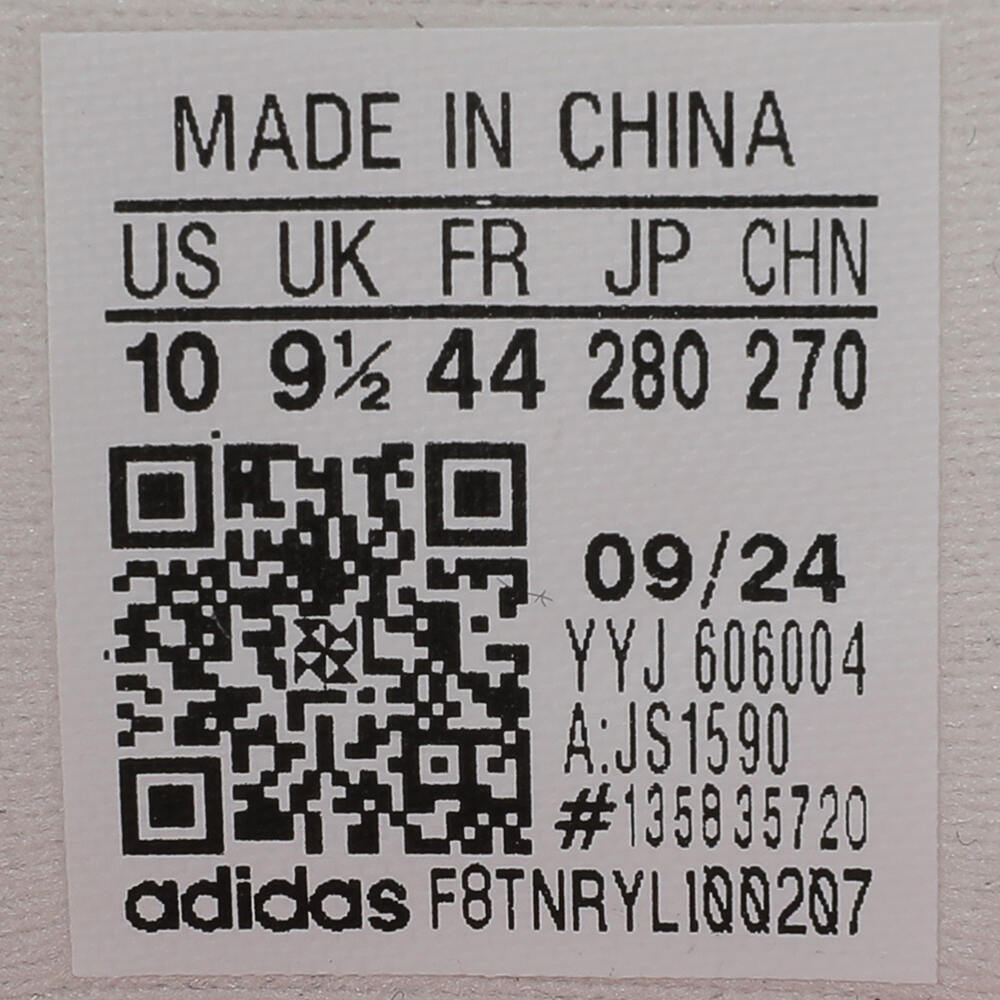 MADE IN CHINA
US UK FR JP CHN
10 9½ 44 280 270
09/24
YYJ 606004
A:JS1590
#135835720
adidas F8TNRYL100207